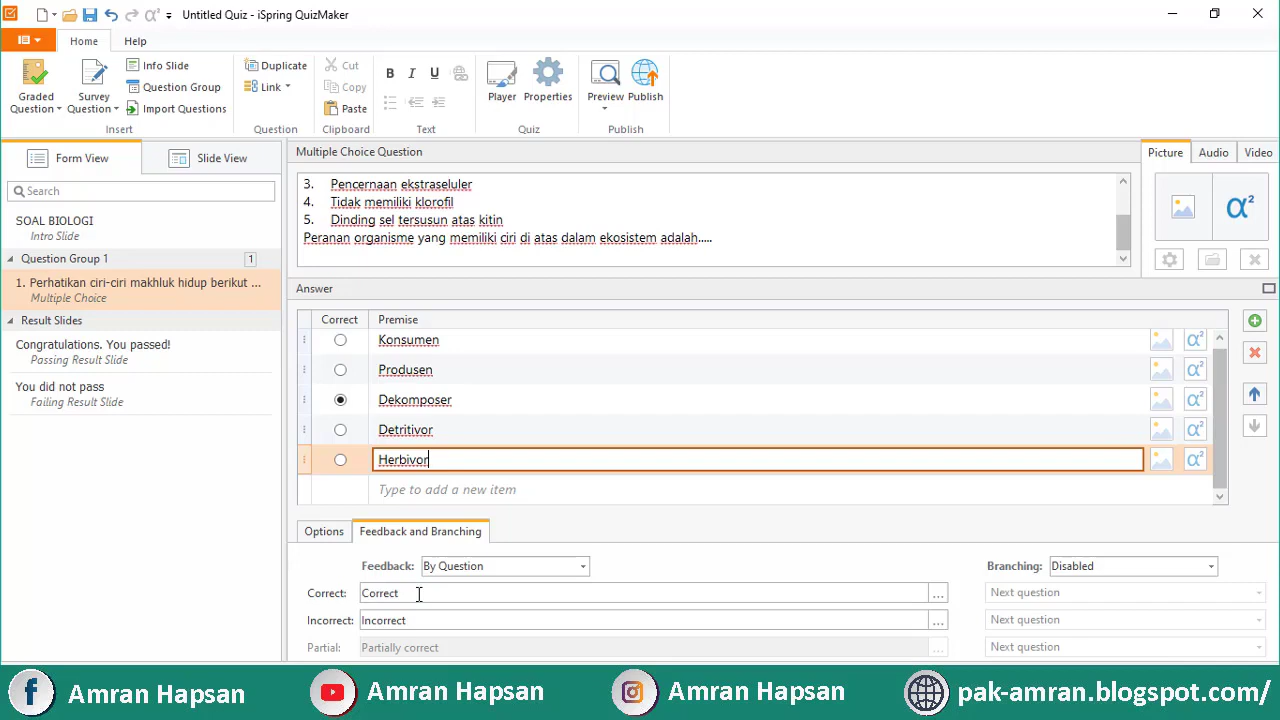 Untitled Quiz - iSpring QuizMaker
Home
Help
Graded Question
Survey Question
Info Slide
Question Group
Import Questions
Insert
Duplicate
Link
Question
Cut
Copy
Paste
Clipboard
B I U
Text
Player
Properties
Quiz
Preview
Publish
Publish
Form View
Slide View
Search
SOAL BIOLOGI
Intro Slide
Question Group 1
1
1. Perhatikan ciri-ciri makhluk hidup berikut ...
Multiple Choice
Result Slides
Congratulations. You passed!
Passing Result Slide
You did not pass
Failing Result Slide
Multiple Choice Question
3. Pencernaan ekstraseluler
4. Tidak memiliki klorofil
5. Dinding sel tersusun atas kitin
Peranan organisme yang memiliki ciri di atas dalam ekosistem adalah.....
Picture
Audio
Video
α²
Answer
Correct
Premise
Konsumen
α²
Produsen
α²
Dekomposer
α²
Detritivor
α²
Herbivor
α²
Type to add a new item
Options
Feedback and Branching
Feedback: By Question
Branching: Disabled
Correct: Correct
...
Next question
Incorrect: Incorrect
...
Next question
Partial: Partially correct
...
Next question
Amran Hapsan
Amran Hapsan
Amran Hapsan
pak-amran.blogspot.com/